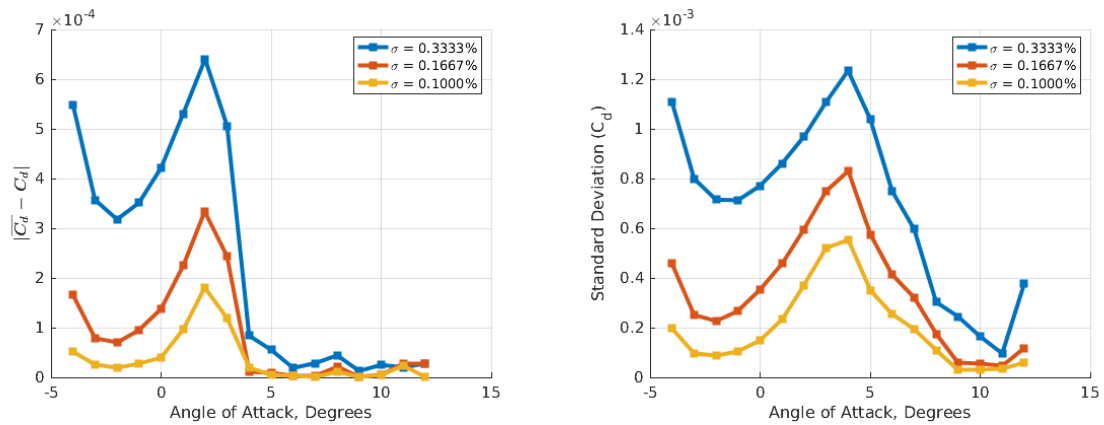 ×10⁻⁴
7
6
5
4
3
2
1
0
-5
0
5
10
15
Angle of Attack, Degrees
|C̅d − Cd|
σ = 0.3333%
σ = 0.1667%
σ = 0.1000%
×10⁻³
1.4
1.2
1
0.8
0.6
0.4
0.2
0
-5
0
5
10
15
Angle of Attack, Degrees
Standard Deviation (Cd)
σ = 0.3333%
σ = 0.1667%
σ = 0.1000%